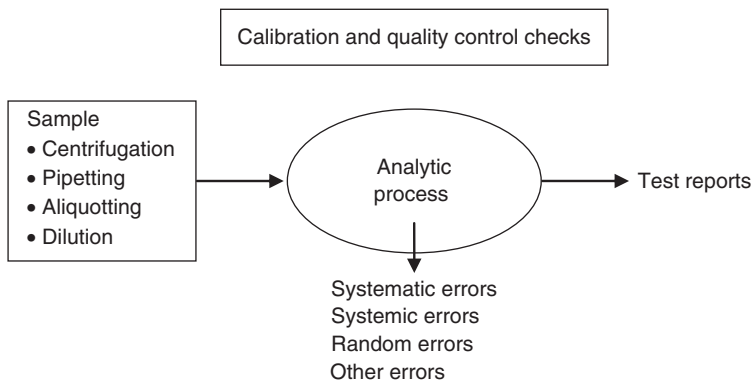 Calibration and quality control checks
Sample
• Centrifugation
• Pipetting
• Aliquotting
• Dilution
Analytic
process
Test reports
Systematic errors
Systemic errors
Random errors
Other errors